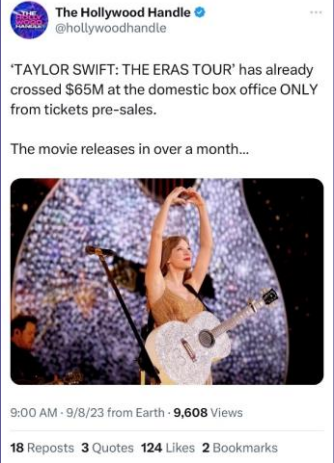 The Hollywood Handle
@hollywoodhandle
‘TAYLOR SWIFT: THE ERAS TOUR’ has already
crossed $65M at the domestic box office ONLY
from tickets pre-sales.
The movie releases in over a month...
9:00 AM · 9/8/23 from Earth · 9,608 Views
18 Reposts 3 Quotes 124 Likes 2 Bookmarks